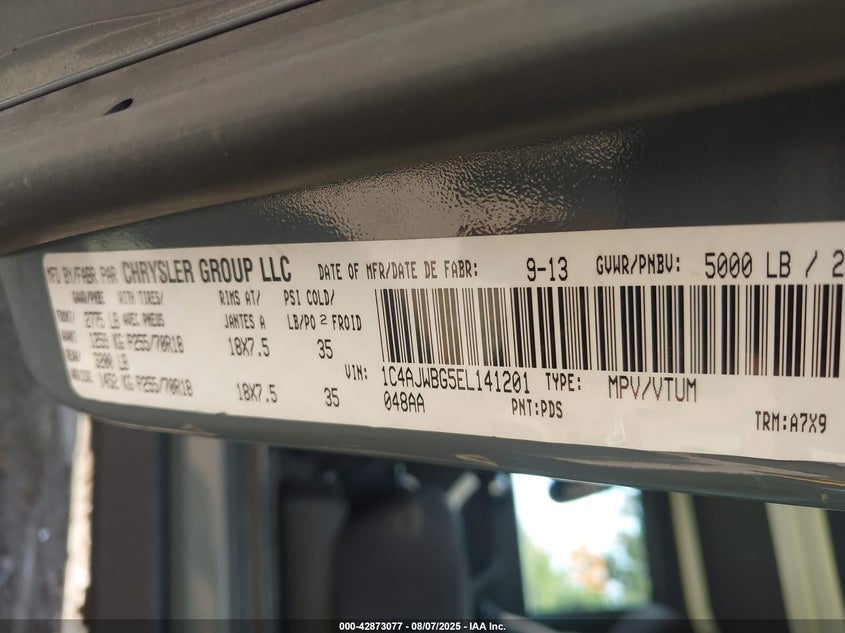 MFD BY/FABR PAR CHRYSLER GROUP LLC DATE OF MFR/DATE DE FABR: 9-13 GVWR/PNBV: 5000 LB / 2
GAWR/PNBE WITH TIRES/ RIMS AT/ PSI COLD/
FRONT/ 2775 LB AVEC PNEUS JANTES A LB/PO 2 FROID
AVANT 1259 KG P255/70R18 18X7.5 35
REAR/ 3200 LB
ARRIERE 1452 KG P255/70R18 18X7.5 35
VIN: 1C4AJWBG5EL141201 TYPE: MPV/VTUM
048AA PNT:PDS TRM:A7X9
000-42873077 - 08/07/2025 - IAA Inc.